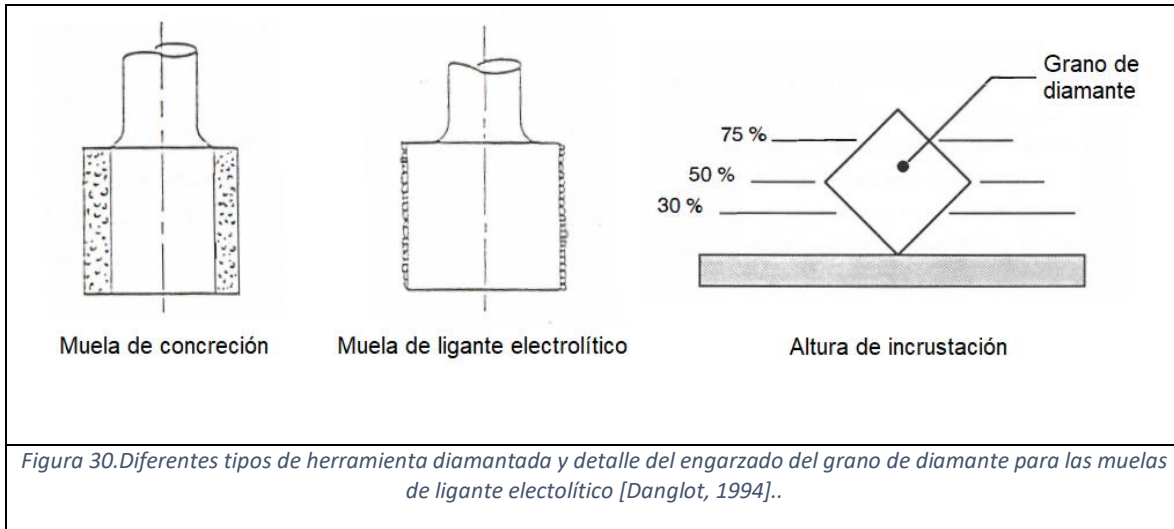 Grano de
diamante
75 %
50 %
30 %
Muela de concreción
Muela de ligante electrolítico
Altura de incrustación
Figura 30.Diferentes tipos de herramienta diamantada y detalle del engarzado del grano de diamante para las muelas
de ligante electolítico [Danglot, 1994]..